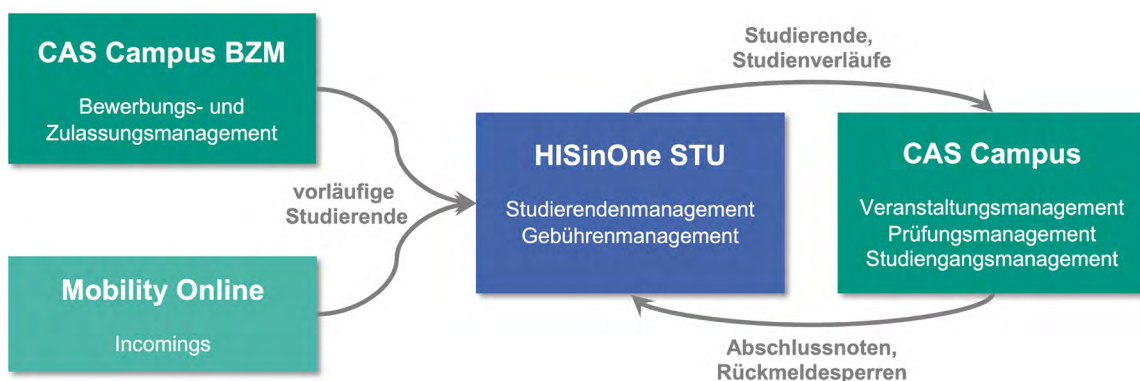 CAS Campus BZM
Bewerbungs- und
Zulassungsmanagement
Mobility Online
Incomings
vorläufige
Studierende
HISinOne STU
Studierendenmanagement
Gebührenmanagement
Studierende,
Studienverläufe
CAS Campus
Veranstaltungsmanagement
Prüfungsmanagement
Studiengangsmanagement
Abschlussnoten,
Rückmeldesperren